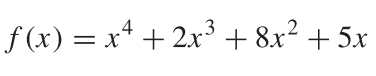 f(x) = x⁴ + 2x³ + 8x² + 5x